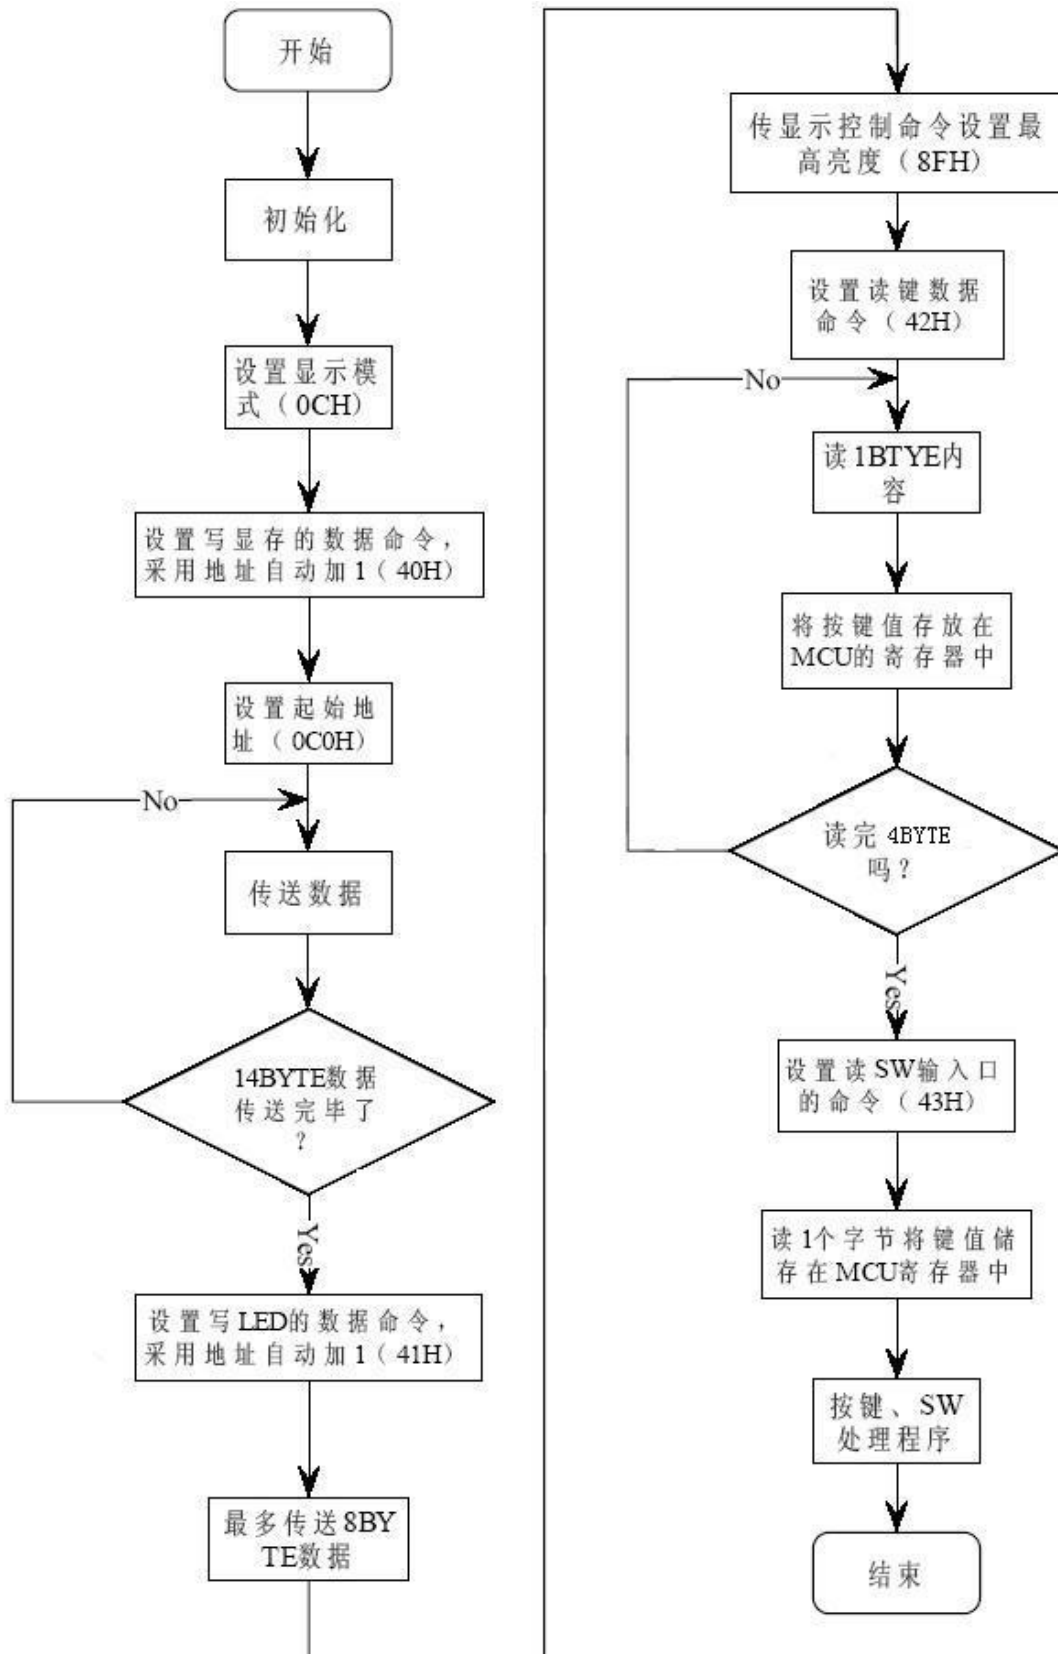 开始
初始化
设置显示模
式（0CH）
设置写显存的数据命令，
采用地址自动加1（40H）
设置起始地
址（0C0H）
No
传送数据
14BYTE数据
传送完毕了
？
Yes
设置写LED的数据命令，
采用地址自动加1（41H）
最多传送8BY
TE数据
传显示控制命令设置最
高亮度（8FH）
设置读键数据
命令（42H）
No
读1BTYE内
容
将按键值存放在
MCU的寄存器中
读完 4BYTE
吗？
Yes
设置读SW输入口
的命令（43H）
读1个字节将键值储
存在MCU寄存器中
按键、SW
处理程序
结束